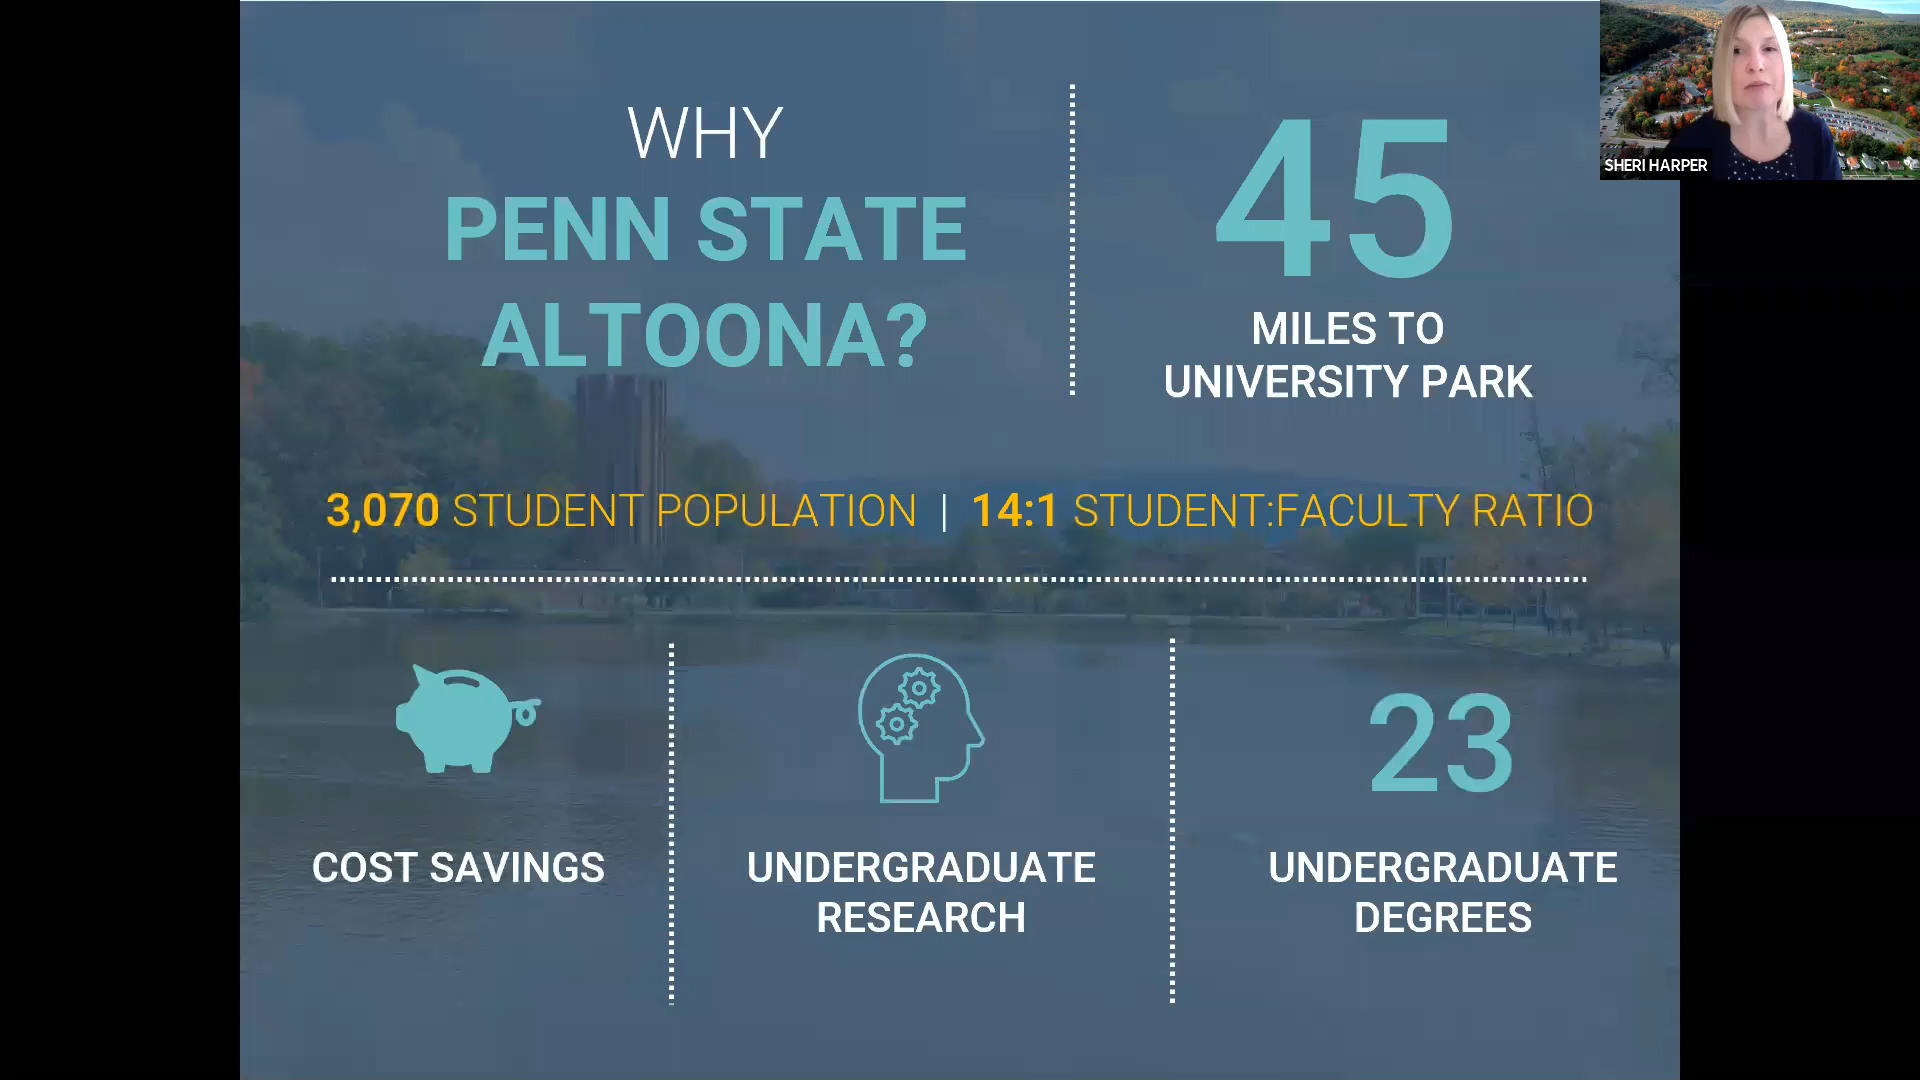 WHY
PENN STATE
ALTOONA?
45
MILES TO
UNIVERSITY PARK
SHERI HARPER
3,070 STUDENT POPULATION | 14:1 STUDENT:FACULTY RATIO
COST SAVINGS
UNDERGRADUATE
RESEARCH
23
UNDERGRADUATE
DEGREES